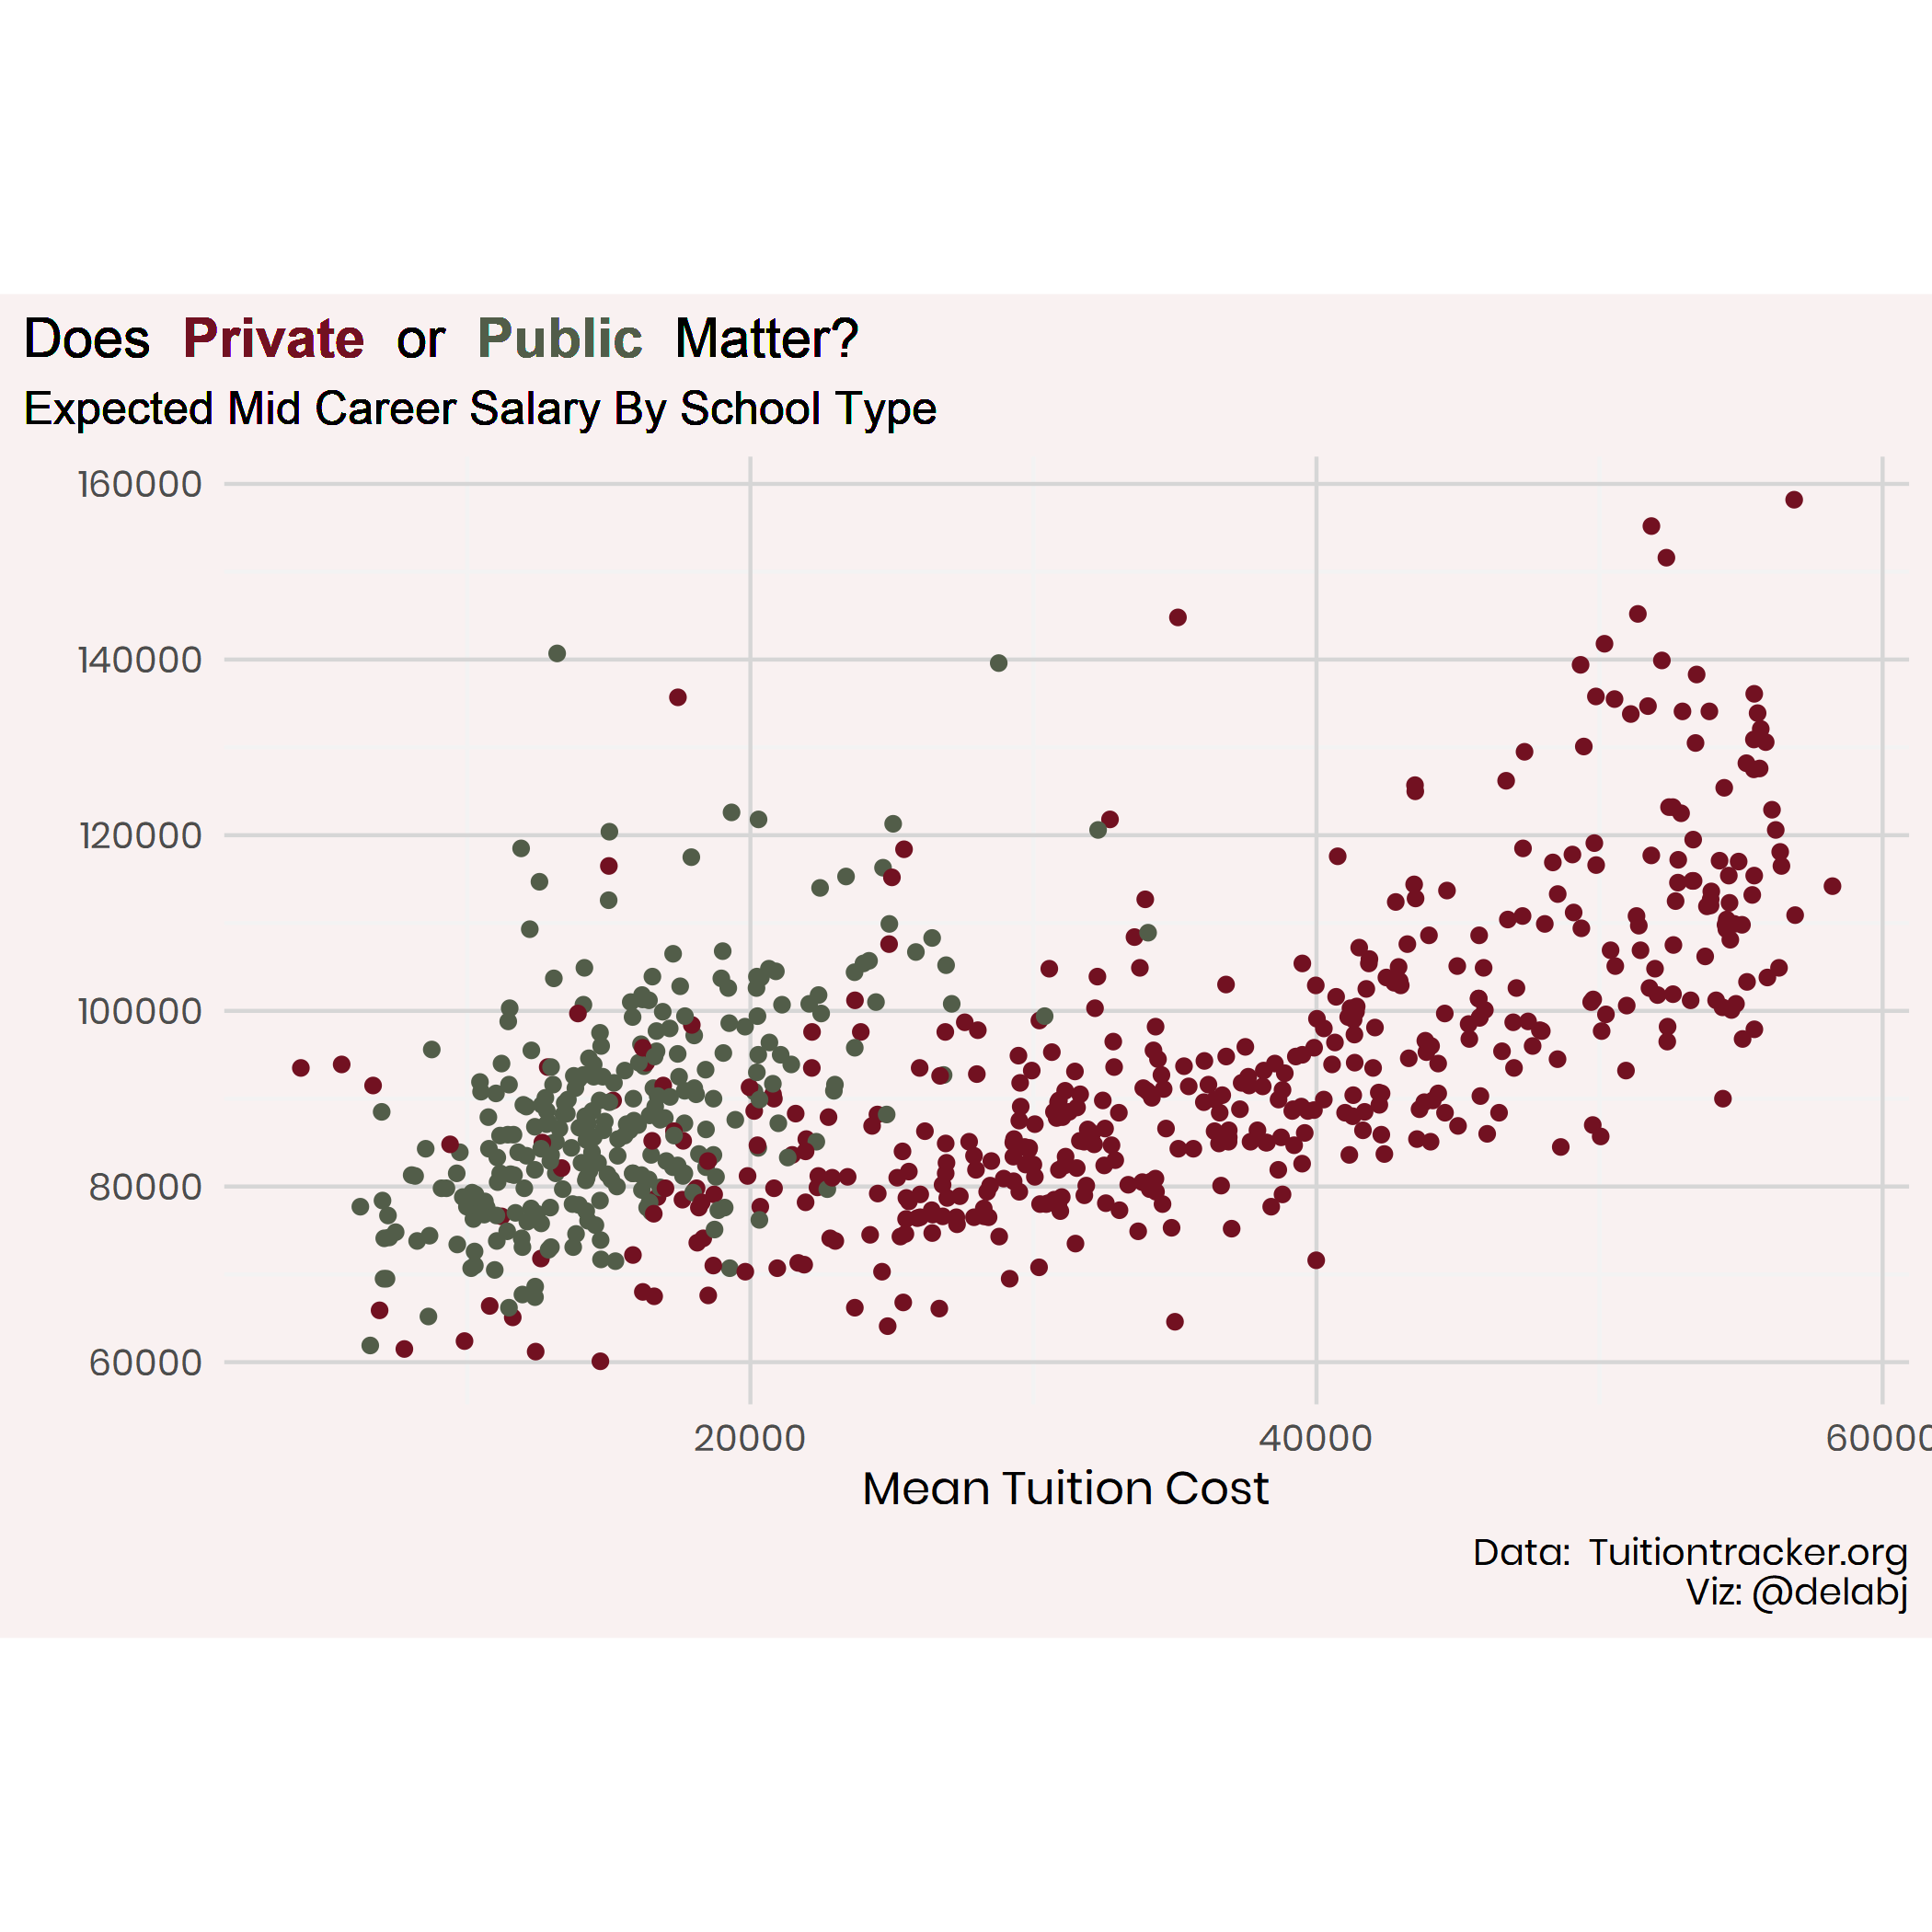 Does Private or Public Matter?
Expected Mid Career Salary By School Type
160000
140000
120000
100000
80000
60000
20000 40000 6000
Mean Tuition Cost
Data: Tuitiontracker.org
Viz: @delabj